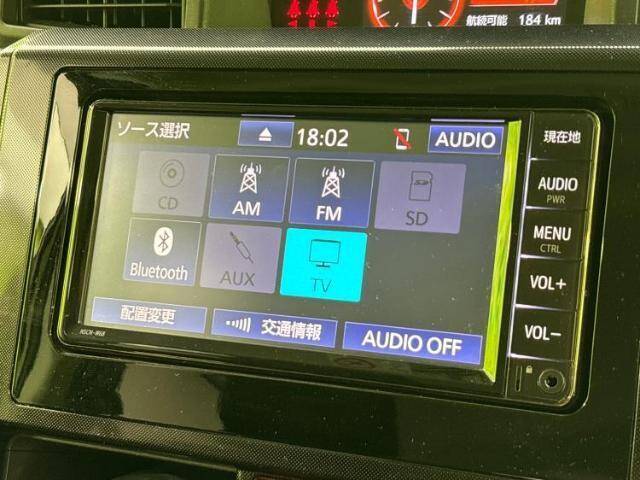 航続可能 184 km
ソース選択 18:02 AUDIO
現在地
CD AM FM SD
AUDIO
PWR
MENU
CTRL
Bluetooth AUX TV
VOL+
配置変更 交通情報 AUDIO OFF
VOL-